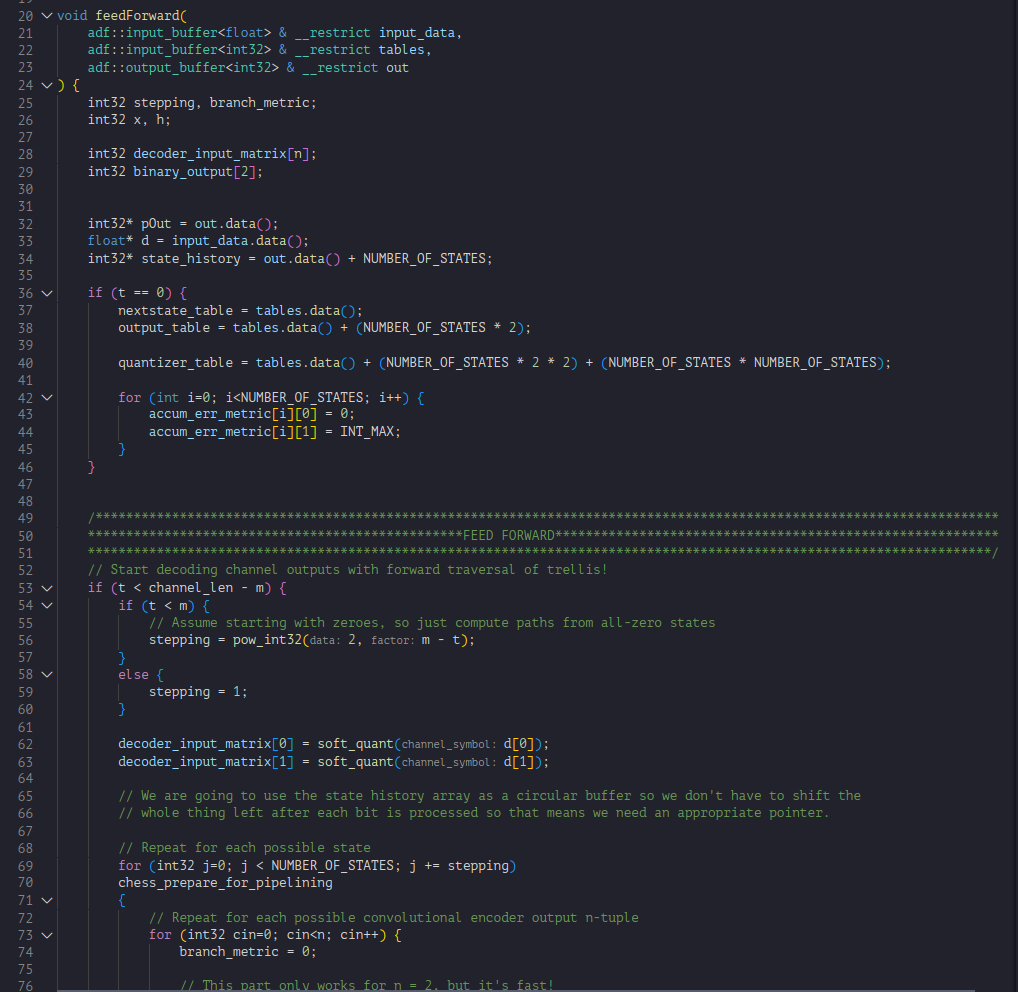 20 void feedForward(
21     adf::input_buffer<float> & __restrict input_data,
22     adf::input_buffer<int32> & __restrict tables,
23     adf::output_buffer<int32> & __restrict out
24 ) {
25     int32 stepping, branch_metric;
26     int32 x, h;
27
28     int32 decoder_input_matrix[n];
29     int32 binary_output[2];
30
31
32     int32* pOut = out.data();
33     float* d = input_data.data();
34     int32* state_history = out.data() + NUMBER_OF_STATES;
35
36     if (t == 0) {
37         nextstate_table = tables.data();
38         output_table = tables.data() + (NUMBER_OF_STATES * 2);
39
40         quantizer_table = tables.data() + (NUMBER_OF_STATES * 2 * 2) + (NUMBER_OF_STATES * NUMBER_OF_STATES);
41
42         for (int i=0; i<NUMBER_OF_STATES; i++) {
43             accum_err_metric[i][0] = 0;
44             accum_err_metric[i][1] = INT_MAX;
45         }
46     }
47
48
49     /**********************************************************************************************************************
50     *************************************************FEED FORWARD**********************************************************
51     **********************************************************************************************************************/
52     // Start decoding channel outputs with forward traversal of trellis!
53     if (t < channel_len - m) {
54         if (t < m) {
55             // Assume starting with zeroes, so just compute paths from all-zero states
56             stepping = pow_int32(data: 2, factor: m - t);
57         }
58         else {
59             stepping = 1;
60         }
61
62         decoder_input_matrix[0] = soft_quant(channel_symbol: d[0]);
63         decoder_input_matrix[1] = soft_quant(channel_symbol: d[1]);
64
65         // We are going to use the state history array as a circular buffer so we don't have to shift the
66         // whole thing left after each bit is processed so that means we need an appropriate pointer.
67
68         // Repeat for each possible state
69         for (int32 j=0; j < NUMBER_OF_STATES; j += stepping)
70         chess_prepare_for_pipelining
71         {
72             // Repeat for each possible convolutional encoder output n-tuple
73             for (int32 cin=0; cin<n; cin++) {
74                 branch_metric = 0;
75
76                 // This part only works for n = 2, but it's fast!